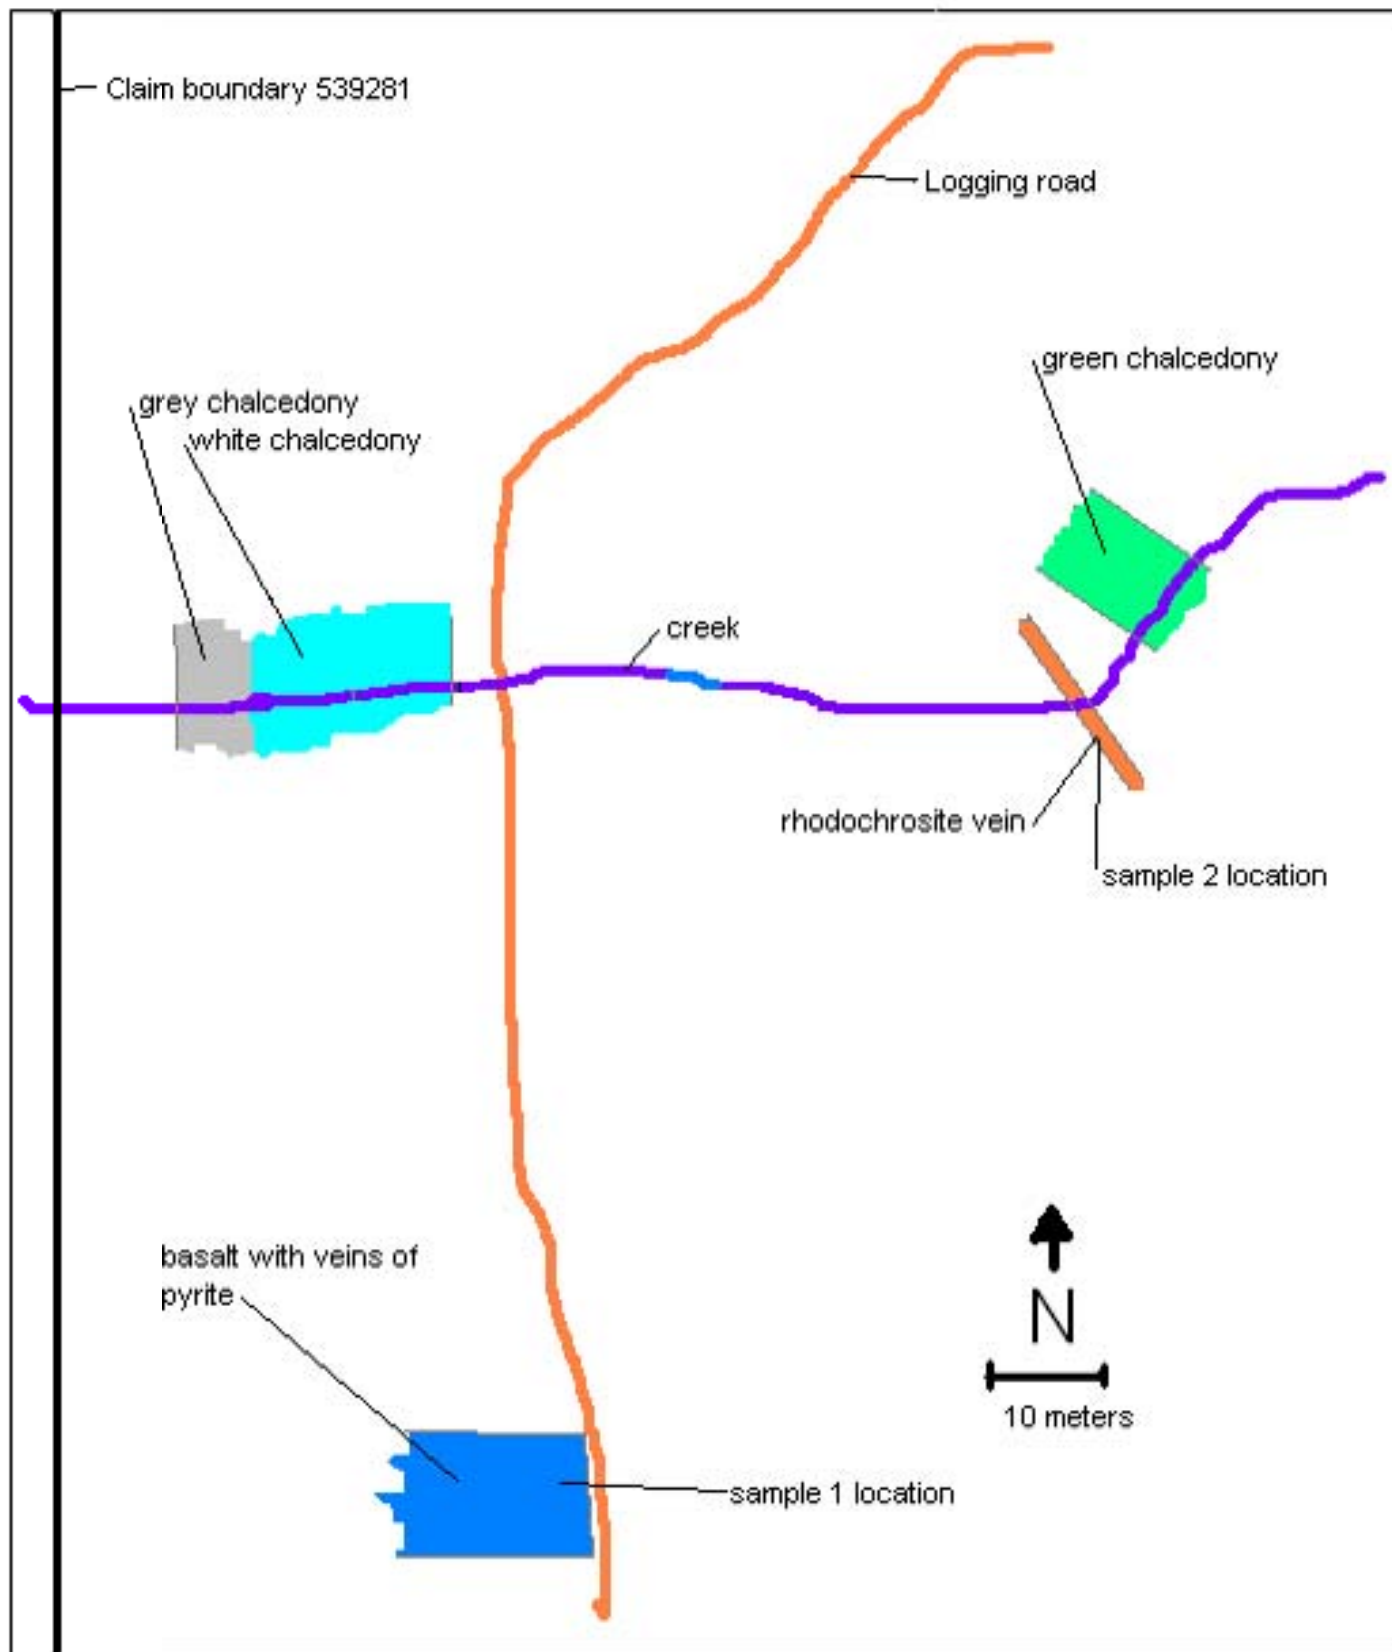 Claim boundary 539281
Logging road
green chalcedony
grey chalcedony
white chalcedony
creek
rhodochrosite vein
sample 2 location
basalt with veins of
pyrite
N
10 meters
sample 1 location